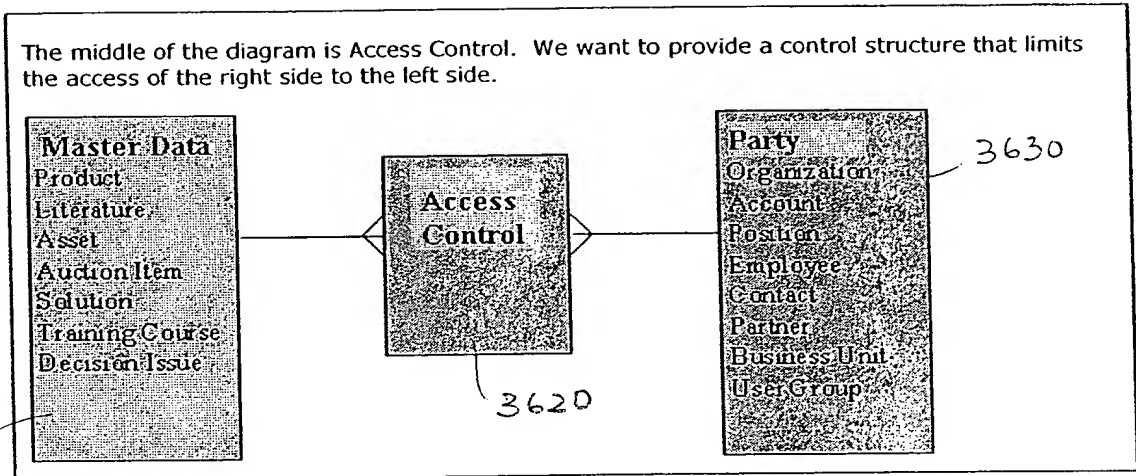 The middle of the diagram is Access Control. We want to provide a control structure that limits
the access of the right side to the left side.
Master Data
Product
Literature
Asset
Auction Item
Solution
Training Course
Decision Issue
Access
Control
3620
Party
Organization
Account
Position
Employee
Contact
Partner
Business Unit
User Group
3630